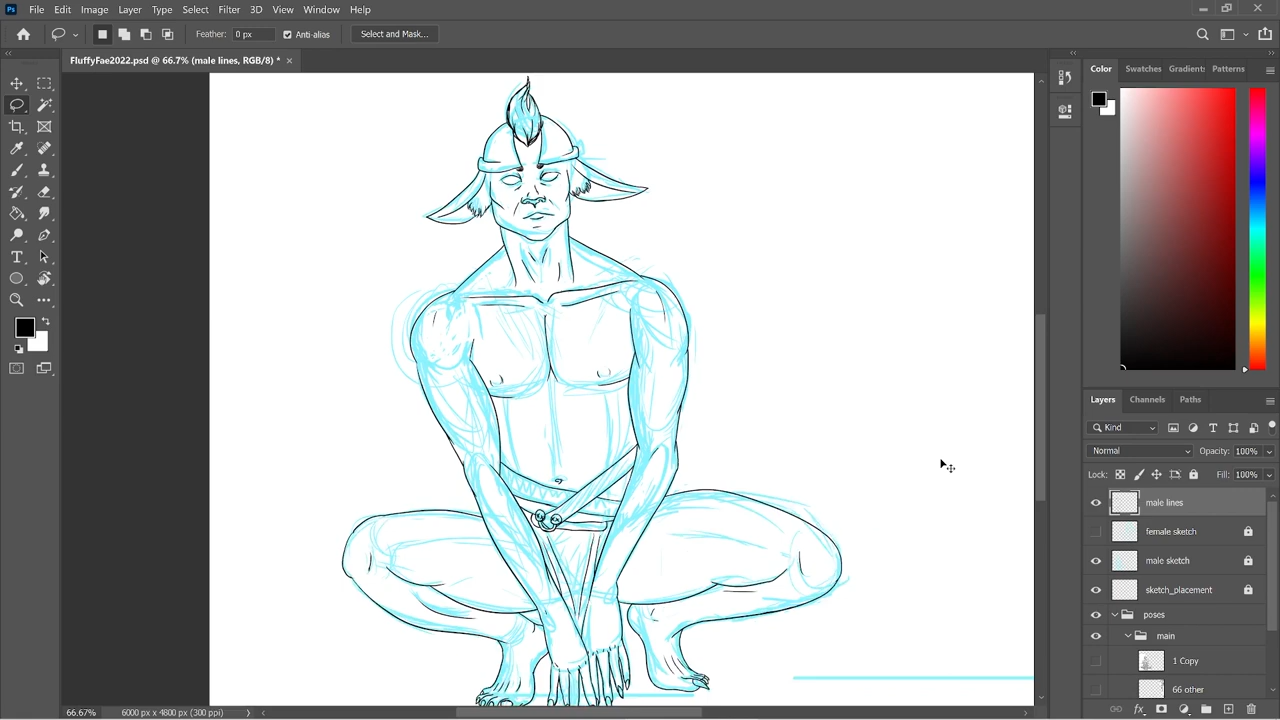 Ps File Edit Image Layer Type Select Filter 3D View Window Help
Feather: 0 px Anti-alias Select and Mask...
FluffyFae2022.psd @ 66.7% (male lines, RGB/8) * ×
Color Swatches Gradient: Patterns
Layers Channels Paths
Kind
Normal Opacity: 100%
Lock: Fill: 100%
male lines
female sketch
male sketch
sketch_placement
poses
main
1 Copy
66 other
66.67% 6000 px x 4800 px (300 ppi)